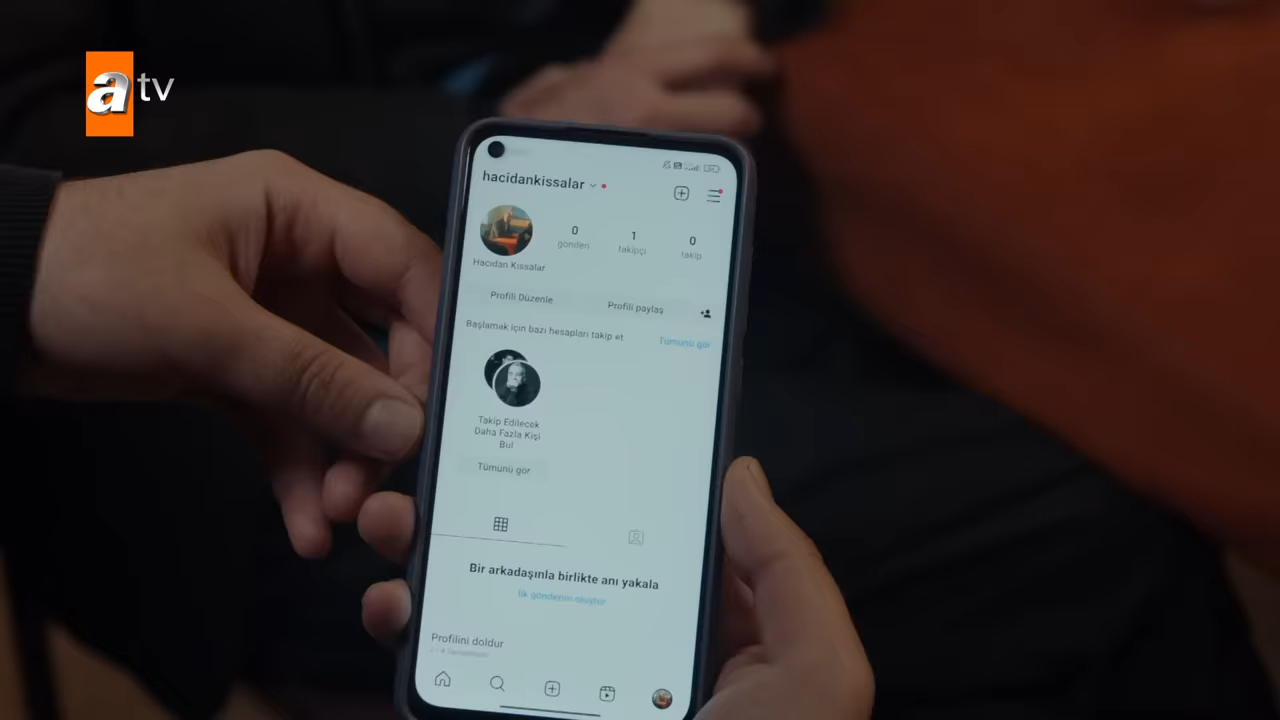 atv
hacidankissalar
0 1 0
gönderi takipçi takip
Hacıdan Kıssalar
Profili Düzenle Profili paylaş
Başlamak için bazı hesapları takip et Tümünü gör
Takip Edilecek
Daha Fazla Kişi
Bul
Tümünü gör
Bir arkadaşınla birlikte anı yakala
İlk gönderini oluştur
Profilini doldur